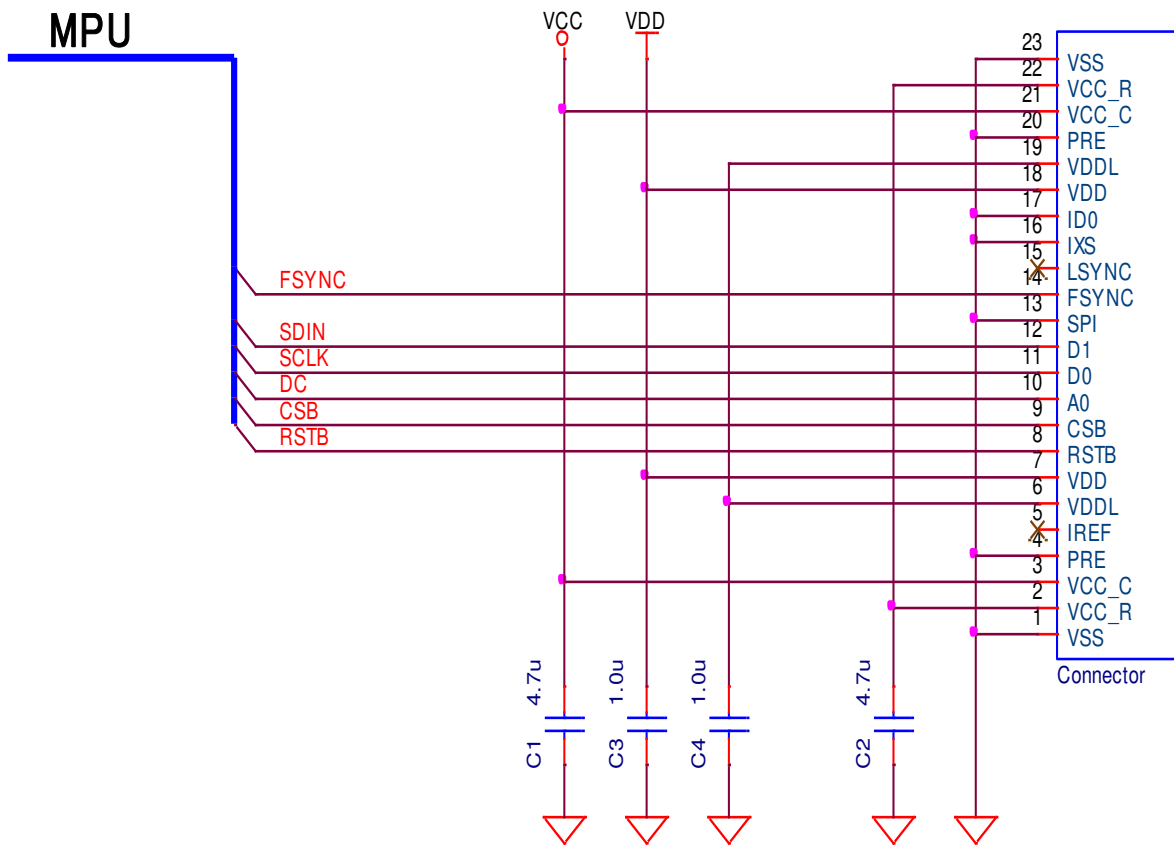 MPU
VCC
VDD
23
VSS
22
VCC_R
21
VCC_C
20
PRE
19
VDDL
18
VDD
17
ID0
16
IXS
15
LSYNC
14
FSYNC
FSYNC
13
SPI
SDIN
12
D1
SCLK
11
D0
DC
10
A0
CSB
9
CSB
RSTB
8
RSTB
7
VDD
6
VDDL
5
IREF
4
PRE
3
VCC_C
2
VCC_R
1
VSS
Connector
4.7u
C1
1.0u
C3
1.0u
C4
4.7u
C2